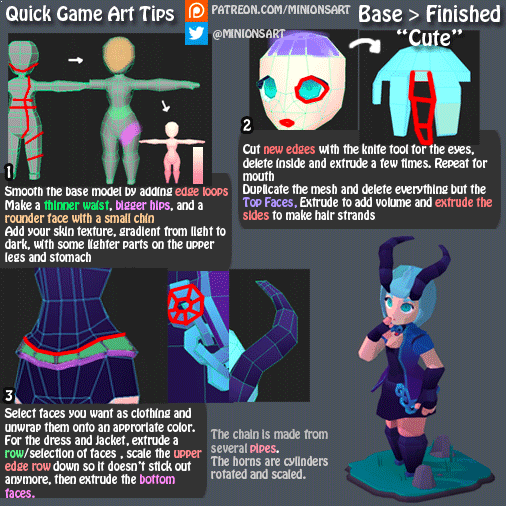 Quick Game Art Tips
PATREON.COM/MINIONSART
@MINIONSART
Base > Finished
"Cute"
1
Smooth the base model by adding edge loops
Make a thinner waist, bigger hips, and a
rounder face with a small chin
Add your skin texture, gradient from light to
dark, with some lighter parts on the upper
legs and stomach
2
Cut new edges with the knife tool for the eyes,
delete inside and extrude a few times. Repeat for
mouth
Duplicate the mesh and delete everything but the
Top Faces, Extrude to add volume and extrude the
sides to make hair strands
3
Select faces you want as clothing and
unwrap them onto an approriate color.
For the dress and Jacket, extrude a
row/selection of faces , scale the upper
edge row down so it doesn't stick out
anymore, then extrude the bottom
faces.
The chain is made from
several pipes.
The horns are cylinders
rotated and scaled.